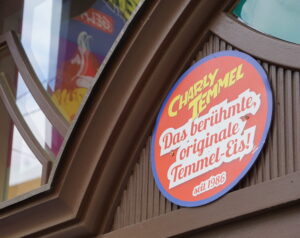 CHARLY
TEMMEL
Das berühmte,
originale
Temmel-Eis!
seit 1986